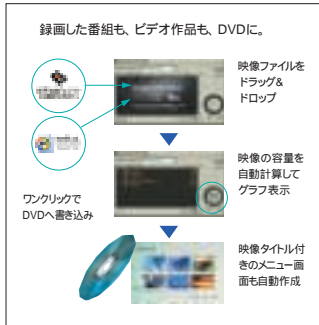 録画した番組も、ビデオ作品も、DVDに。
映像ファイルを
ドラッグ&
ドロップ
映像の容量を
自動計算して
グラフ表示
ワンクリックで
DVDへ書き込み
映像タイトル付
きのメニュー画
面も自動作成